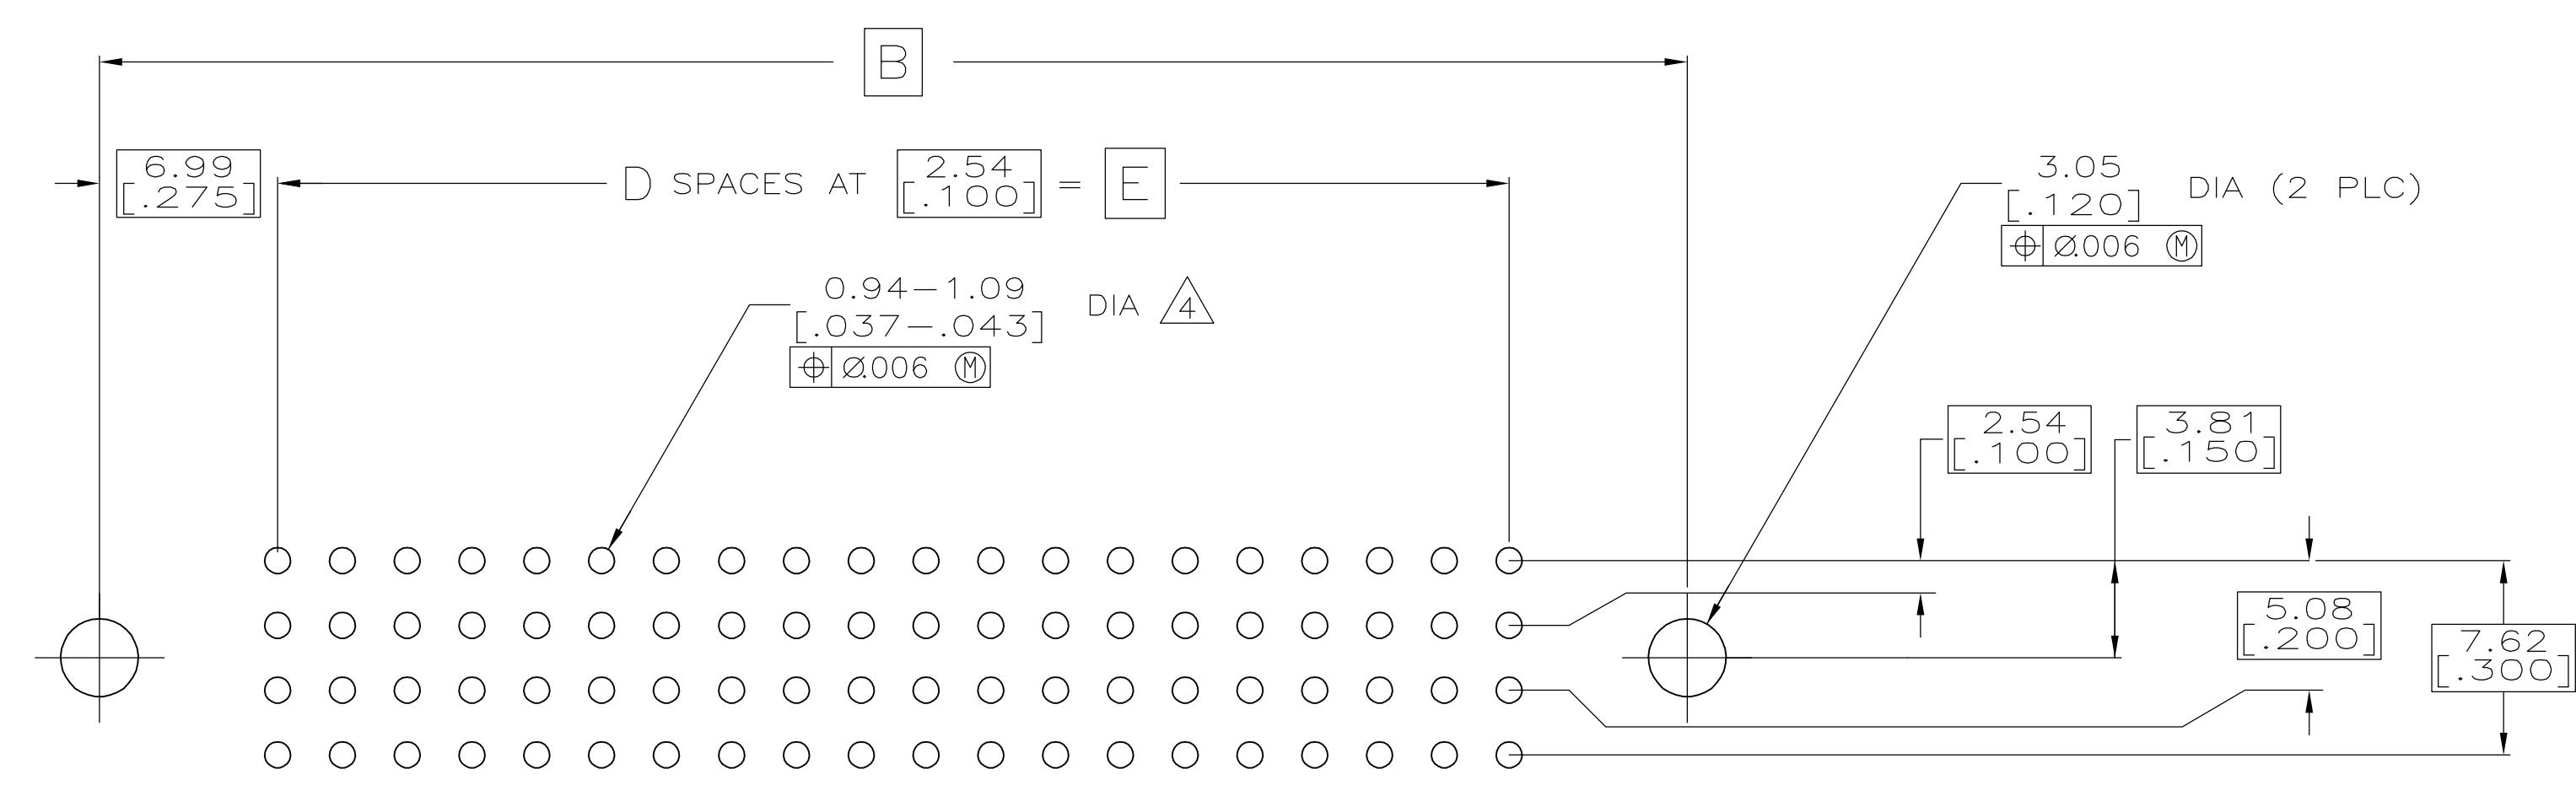 B
6.99
[.275]
D SPACES AT
2.54
[.100]
=
E
3.05
[.120]
DIA (2 PLC)
⌖ Ø.006 Ⓜ
0.94-1.09
[.037-.043]
DIA
4
⌖ Ø.006 Ⓜ
2.54
[.100]
3.81
[.150]
5.08
[.200]
7.62
[.300]